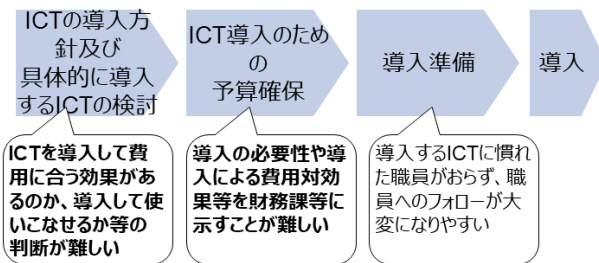 ICTの導入方
針及び
具体的に導入
するICTの検討
ICT導入のため
の
予算確保
導入準備
導入
ICTを導入して費
用に合う効果があ
るのか、導入して使
いこなせるか等の
判断が難しい
導入の必要性や導
入による費用対効
果等を財務課等に
示すことが難しい
導入するICTに慣れ
た職員がおらず、職
員へのフォローが大
変になりやすい